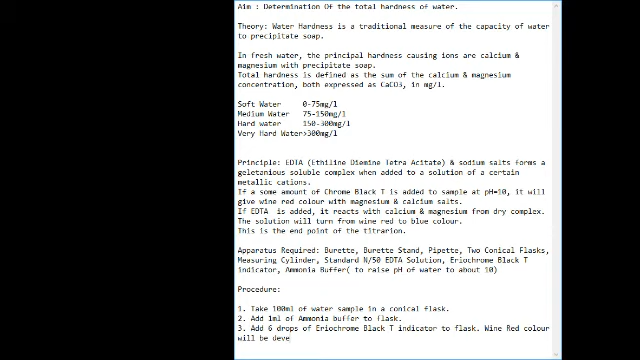 Aim : Determination Of the total hardness of water.
Theory: Water Hardness is a traditional measure of the capacity of water
to precipitate soap.
In fresh water, the principal hardness causing ions are calcium &
magnesium with precipitate soap.
Total hardness is defined as the sum of the calcium & magnesium
concentration, both expressed as CaCO3, in mg/l.
Soft Water 0-75mg/l
Medium Water 75-150mg/l
Hard water 150-300mg/l
Very Hard Water>300mg/l
Principle: EDTA (Ethiline Diemine Tetra Acitate) & sodium salts forms a
geletanious soluble complex when added to a solution of a certain
metallic cations.
If a some amount of Chrome Black T is added to sample at pH=10, it will
give wine red colour with magnesium & calcium salts.
If EDTA is added, it reacts with calcium & magnesium from dry complex.
The solution will turn from wine red to blue colour.
This is the end point of the titrarion.
Apparatus Required: Burette, Burette Stand, Pipette, Two Conical Flasks,
Measuring Cylinder, Standard N/50 EDTA Solution, Eriochrome Black T
indicator, Ammonia Buffer( to raise pH of water to about 10)
Procedure:
1. Take 100ml of water sample in a conical flask.
2. Add 1ml of Ammonia buffer to flask.
3. Add 6 drops of Eriochrome Black T indicator to flask. Wine Red colour
will be deve